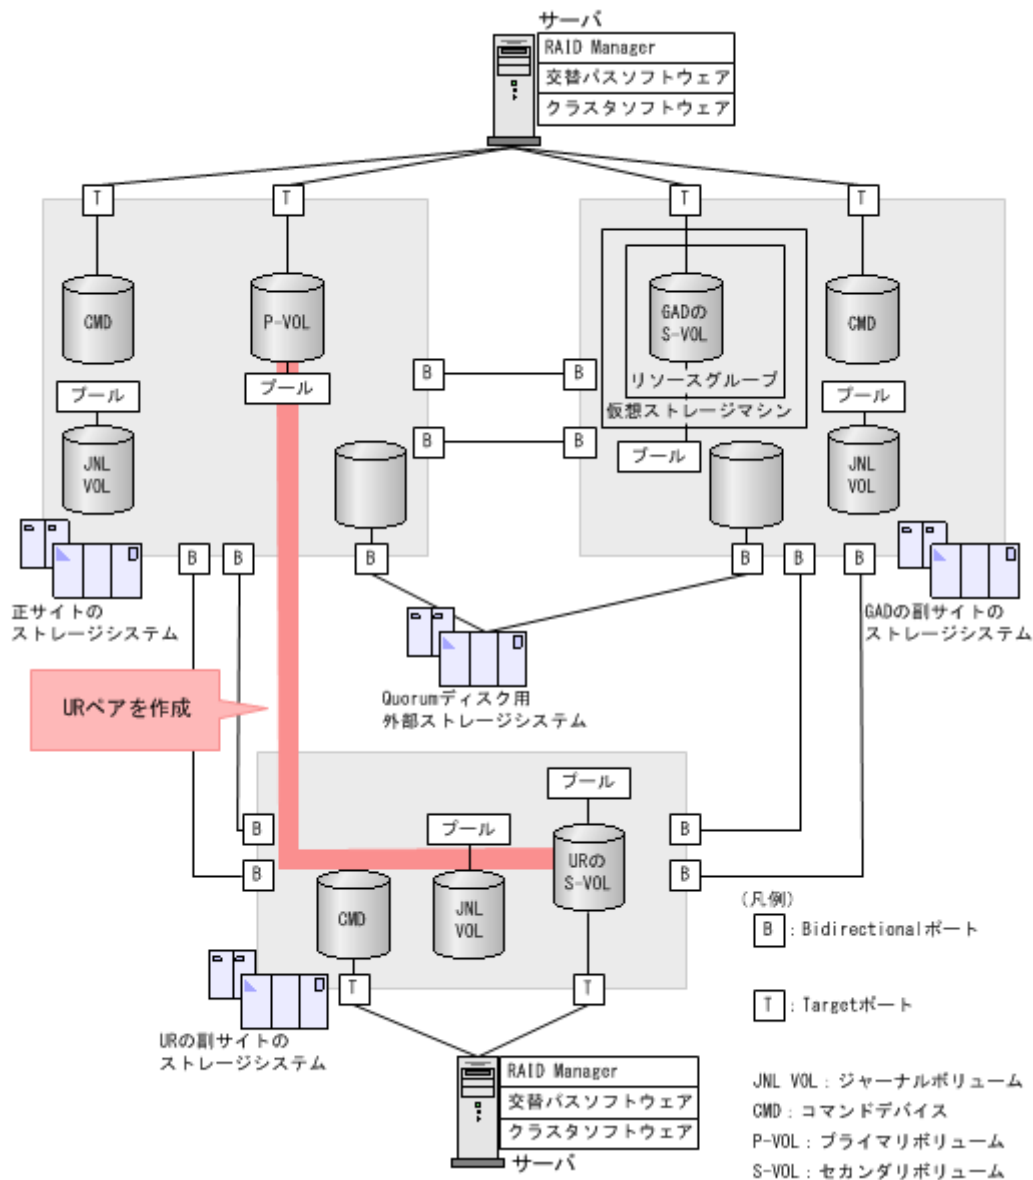 サーバ
RAID Manager
交替パスソフトウェア
クラスタソフトウェア
T
T
T
T
CMD
P-VOL
GADの
S-VOL
CMD
リソースグループ
仮想ストレージマシン
プール
プール
プール
プール
JNL
VOL
JNL
VOL
B
B
B
B
B
B
B
B
B
B
正サイトの
ストレージシステム
GADの副サイトの
ストレージシステム
Quorumディスク用
外部ストレージシステム
URペアを作成
プール
プール
B
B
B
B
URの
S-VOL
CMD
JNL
VOL
T
T
URの副サイトの
ストレージシステム
RAID Manager
交替パスソフトウェア
クラスタソフトウェア
サーバ
(凡例)
B : Bidirectionalポート
T : Targetポート
JNL VOL : ジャーナルボリューム
CMD : コマンドデバイス
P-VOL : プライマリボリューム
S-VOL : セカンダリボリューム